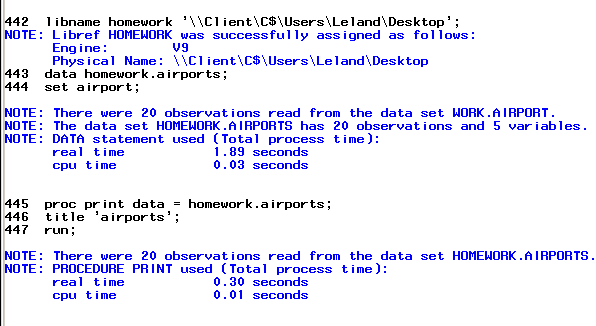 442  libname homework '\\Client\C$\Users\Leland\Desktop';
NOTE: Libref HOMEWORK was successfully assigned as follows:
      Engine:        V9
      Physical Name: \\Client\C$\Users\Leland\Desktop
443  data homework.airports;
444  set airport;
NOTE: There were 20 observations read from the data set WORK.AIRPORT.
NOTE: The data set HOMEWORK.AIRPORTS has 20 observations and 5 variables.
NOTE: DATA statement used (Total process time):
      real time           1.89 seconds
      cpu time            0.03 seconds
445  proc print data = homework.airports;
446  title 'airports';
447  run;
NOTE: There were 20 observations read from the data set HOMEWORK.AIRPORTS.
NOTE: PROCEDURE PRINT used (Total process time):
      real time           0.30 seconds
      cpu time            0.01 seconds